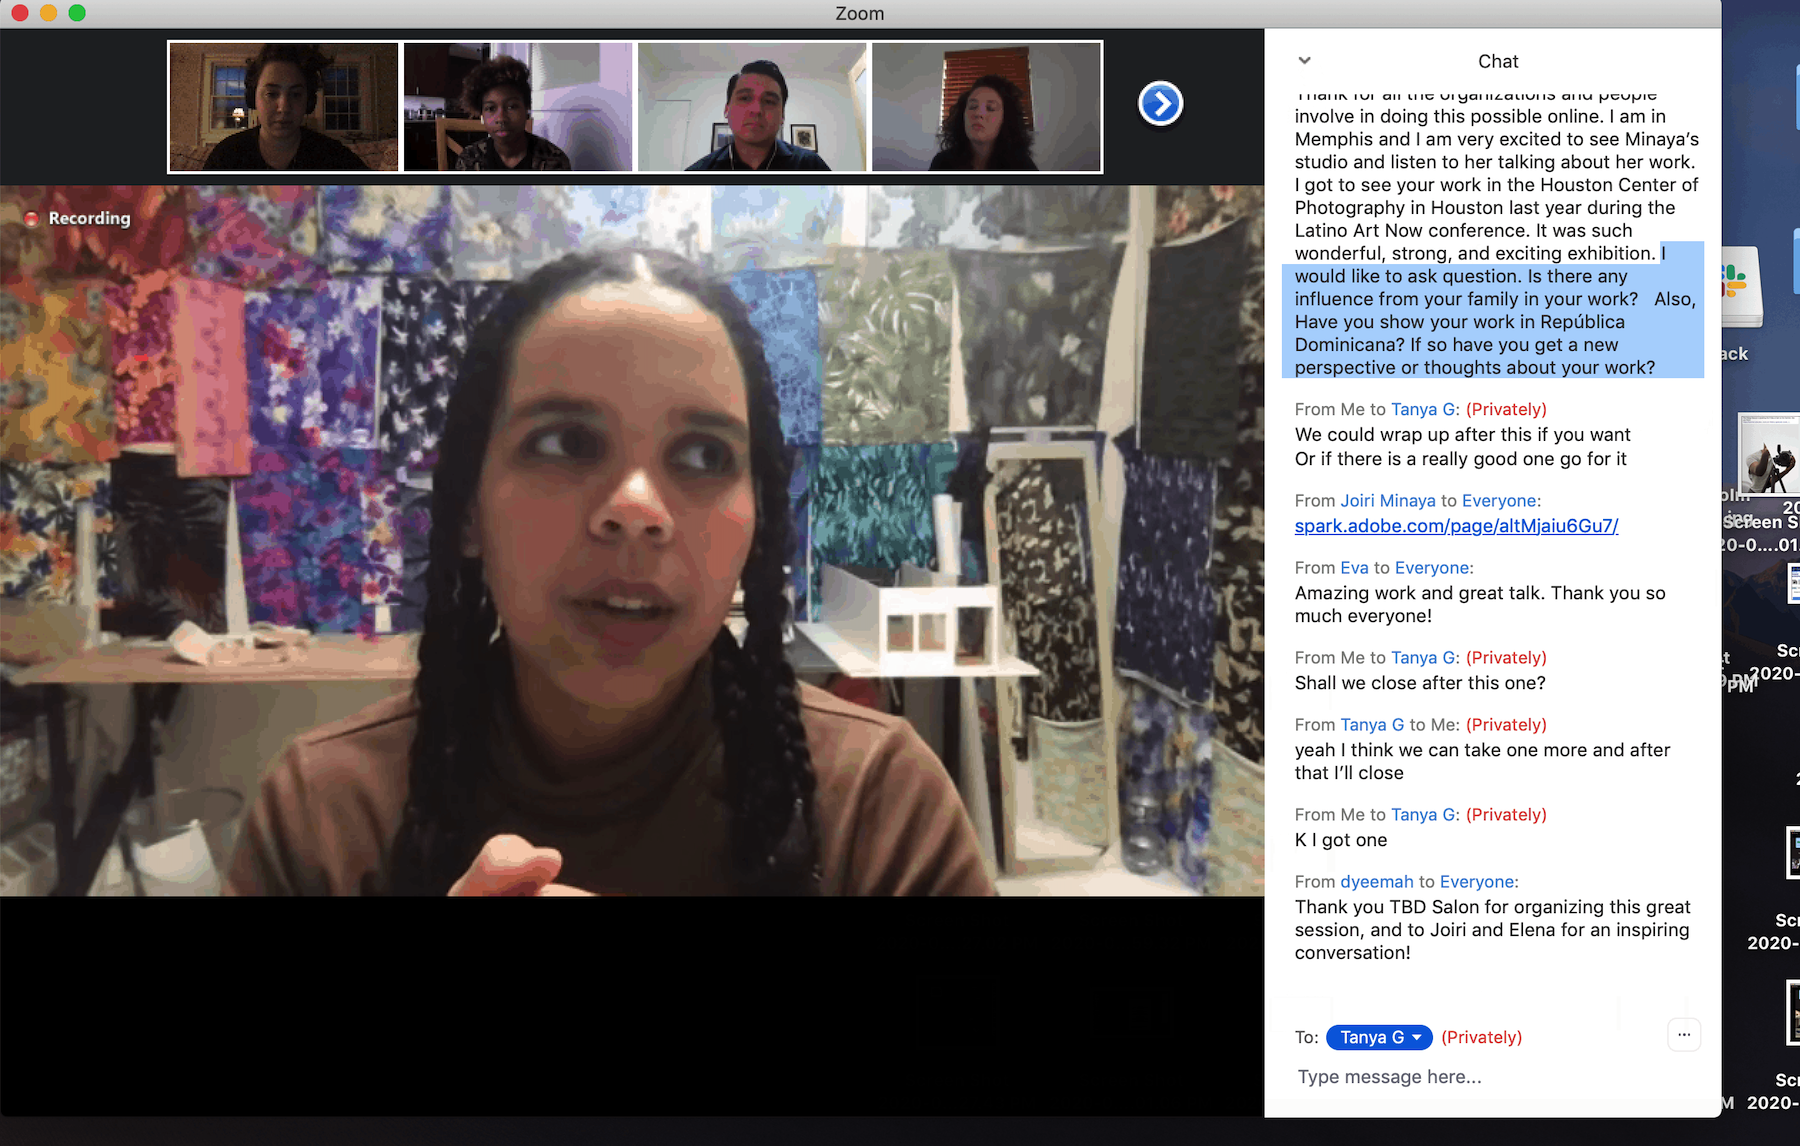 Zoom
Recording
Chat
Thank for all the organizations and people
involve in doing this possible online. I am in
Memphis and I am very excited to see Minaya’s
studio and listen to her talking about her work.
I got to see your work in the Houston Center of
Photography in Houston last year during the
Latino Art Now conference. It was such
wonderful, strong, and exciting exhibition. I
would like to ask question. Is there any
influence from your family in your work? Also,
Have you show your work in República
Dominicana? If so have you get a new
perspective or thoughts about your work?
From Me to Tanya G: (Privately)
We could wrap up after this if you want
Or if there is a really good one go for it
From Joiri Minaya to Everyone:
spark.adobe.com/page/altMjaiu6Gu7/
From Eva to Everyone:
Amazing work and great talk. Thank you so
much everyone!
From Me to Tanya G: (Privately)
Shall we close after this one?
From Tanya G to Me: (Privately)
yeah I think we can take one more and after
that I’ll close
From Me to Tanya G: (Privately)
K I got one
From dyeemah to Everyone:
Thank you TBD Salon for organizing this great
session, and to Joiri and Elena for an inspiring
conversation!
To: Tanya G (Privately)
...
Type message here...
ack
20
Screen S
20-0....01.
Scr
2020-
PM
Scr
2020-
Scr
M 2020-